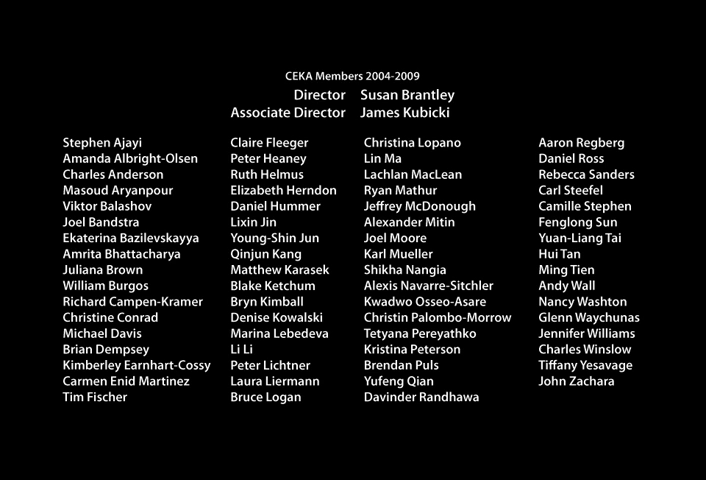 CEKA Members 2004-2009
Director Susan Brantley
Associate Director James Kubicki
Stephen Ajayi
Amanda Albright-Olsen
Charles Anderson
Masoud Aryanpour
Viktor Balashov
Joel Bandstra
Ekaterina Bazilevskayya
Amrita Bhattacharya
Juliana Brown
William Burgos
Richard Campen-Kramer
Christine Conrad
Michael Davis
Brian Dempsey
Kimberley Earnhart-Cossy
Carmen Enid Martinez
Tim Fischer
Claire Fleeger
Peter Heaney
Ruth Helmus
Elizabeth Herndon
Daniel Hummer
Lixin Jin
Young-Shin Jun
Qinjun Kang
Matthew Karasek
Blake Ketchum
Bryn Kimball
Denise Kowalski
Marina Lebedeva
Li Li
Peter Lichtner
Laura Liermann
Bruce Logan
Christina Lopano
Lin Ma
Lachlan MacLean
Ryan Mathur
Jeffrey McDonough
Alexander Mitin
Joel Moore
Karl Mueller
Shikha Nangia
Alexis Navarre-Sitchler
Kwadwo Osseo-Asare
Christin Palombo-Morrow
Tetyana Pereyathko
Kristina Peterson
Brendan Puls
Yufeng Qian
Davinder Randhawa
Aaron Regberg
Daniel Ross
Rebecca Sanders
Carl Steefel
Camille Stephen
Fenglong Sun
Yuan-Liang Tai
Hui Tan
Ming Tien
Andy Wall
Nancy Washton
Glenn Waychunas
Jennifer Williams
Charles Winslow
Tiffany Yesavage
John Zachara